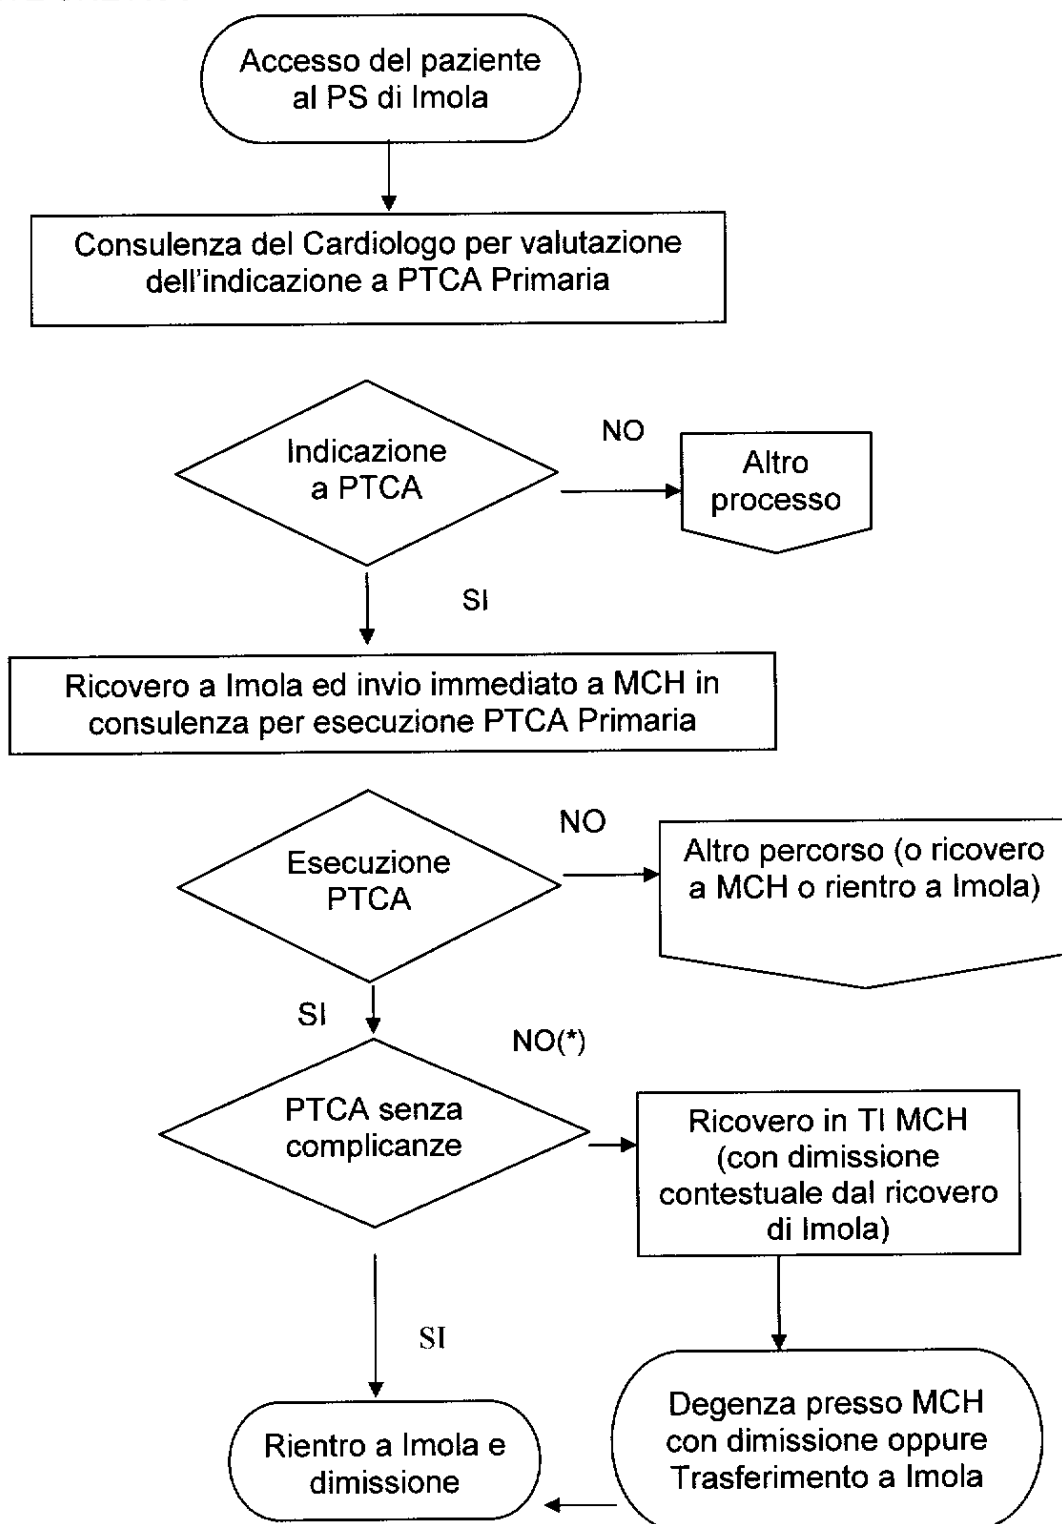 Accesso del paziente
al PS di Imola
Consulenza del Cardiologo per valutazione
dell'indicazione a PTCA Primaria
Indicazione
a PTCA
NO
Altro
processo
SI
Ricovero a Imola ed invio immediato a MCH in
consulenza per esecuzione PTCA Primaria
Esecuzione
PTCA
NO
Altro percorso (o ricovero
a MCH o rientro a Imola)
SI
NO(*)
PTCA senza
complicanze
Ricovero in TI MCH
(con dimissione
contestuale dal ricovero
di Imola)
SI
Rientro a Imola e
dimissione
Degenza presso MCH
con dimissione oppure
Trasferimento a Imola